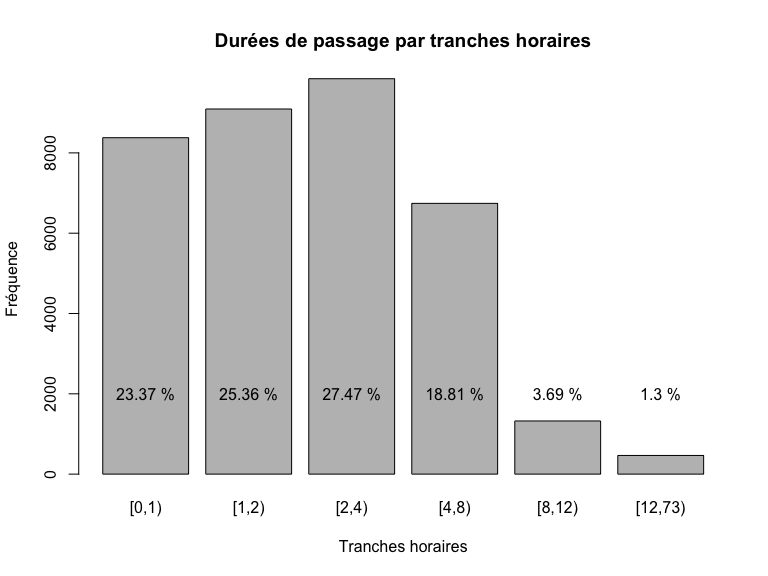 Durées de passage par tranches horaires
Fréquence
8000
6000
4000
2000
0
23.37 % 25.36 % 27.47 % 18.81 % 3.69 % 1.3 %
[0,1) [1,2) [2,4) [4,8) [8,12) [12,73)
Tranches horaires